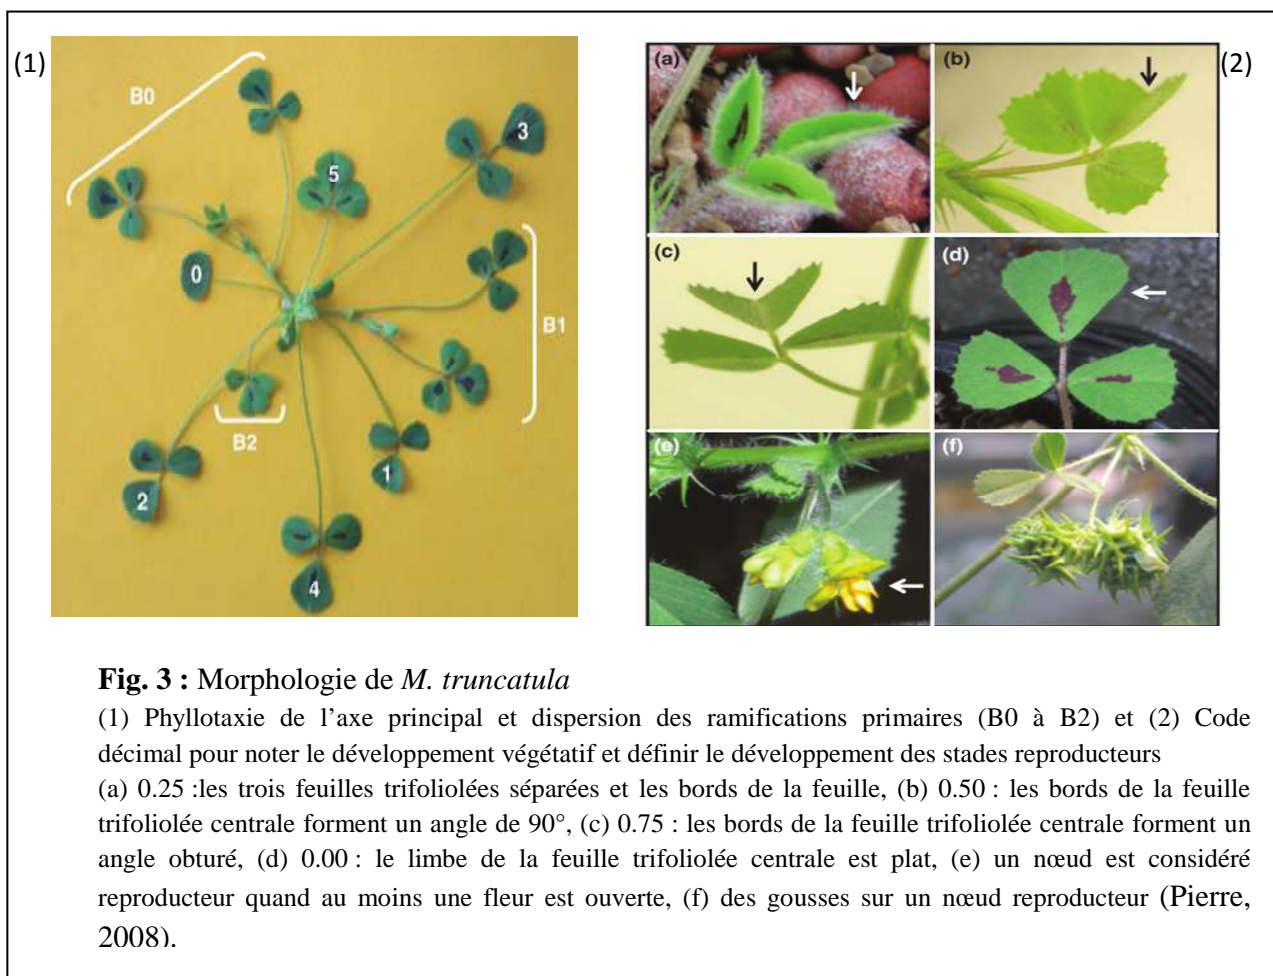 (1)
B0
3
5
0
B1
B2
1
2
4
(a)
(b)
(2)
(c)
(d)
(e)
(f)
Fig. 3 : Morphologie de M. truncatula
(1) Phyllotaxie de l’axe principal et dispersion des ramifications primaires (B0 à B2) et (2) Code
décimal pour noter le développement végétatif et définir le développement des stades reproducteurs
(a) 0.25 :les trois feuilles trifoliolées séparées et les bords de la feuille, (b) 0.50 : les bords de la feuille
trifoliolée centrale forment un angle de 90°, (c) 0.75 : les bords de la feuille trifoliolée centrale forment un
angle obturé, (d) 0.00 : le limbe de la feuille trifoliolée centrale est plat, (e) un nœud est considéré
reproducteur quand au moins une fleur est ouverte, (f) des gousses sur un nœud reproducteur (Pierre,
2008).